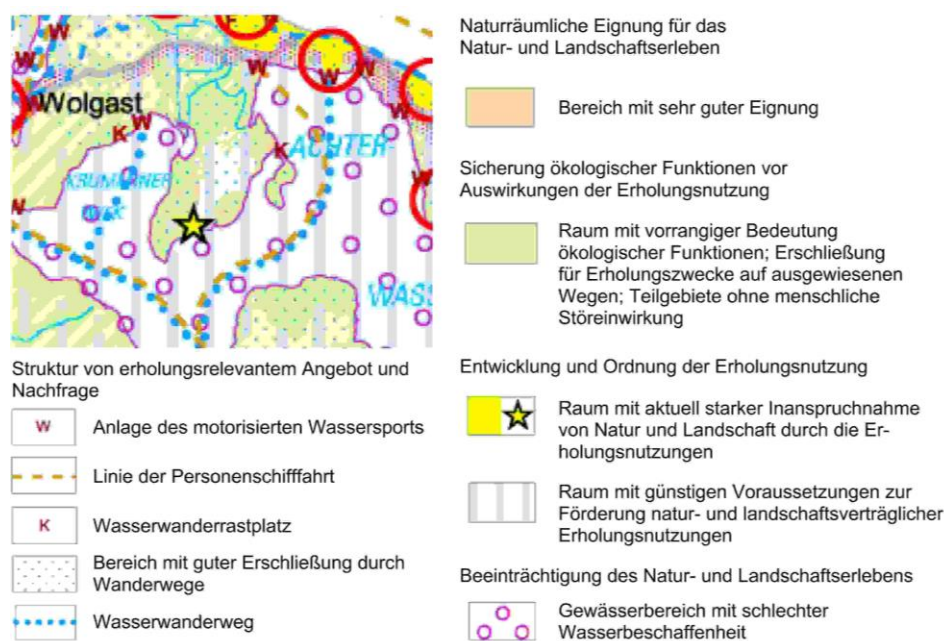 W
W
W
W
W
Wolgast
W
K
K
ACHTER
KRUMMINER
WIEK
W
WASS
Struktur von erholungsrelevantem Angebot und
Nachfrage
W Anlage des motorisierten Wassersports
Linie der Personenschifffahrt
K Wasserwanderrastplatz
Bereich mit guter Erschließung durch
Wanderwege
Wasserwanderweg
Naturräumliche Eignung für das
Natur- und Landschaftserleben
Bereich mit sehr guter Eignung
Sicherung ökologischer Funktionen vor
Auswirkungen der Erholungsnutzung
Raum mit vorrangiger Bedeutung
ökologischer Funktionen; Erschließung
für Erholungszwecke auf ausgewiesenen
Wegen; Teilgebiete ohne menschliche
Störeinwirkung
Entwicklung und Ordnung der Erholungsnutzung
Raum mit aktuell starker Inanspruchnahme
von Natur und Landschaft durch die Er-
holungsnutzungen
Raum mit günstigen Voraussetzungen zur
Förderung natur- und landschaftsverträglicher
Erholungsnutzungen
Beeinträchtigung des Natur- und Landschaftserlebens
Gewässerbereich mit schlechter
Wasserbeschaffenheit